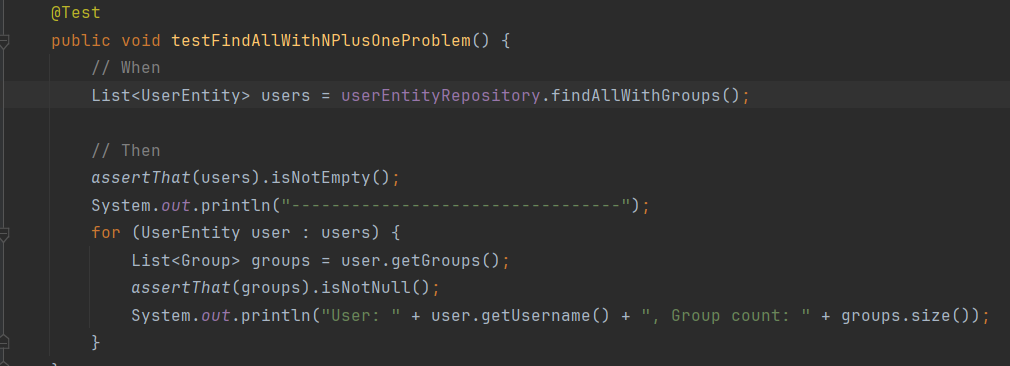 @Test
public void testFindAllWithNPlusOneProblem() {
// When
List<UserEntity> users = userEntityRepository.findAllWithGroups();
// Then
assertThat(users).isNotEmpty();
System.out.println("---------------------------------");
for (UserEntity user : users) {
List<Group> groups = user.getGroups();
assertThat(groups).isNotNull();
System.out.println("User: " + user.getUsername() + ", Group count: " + groups.size());
}